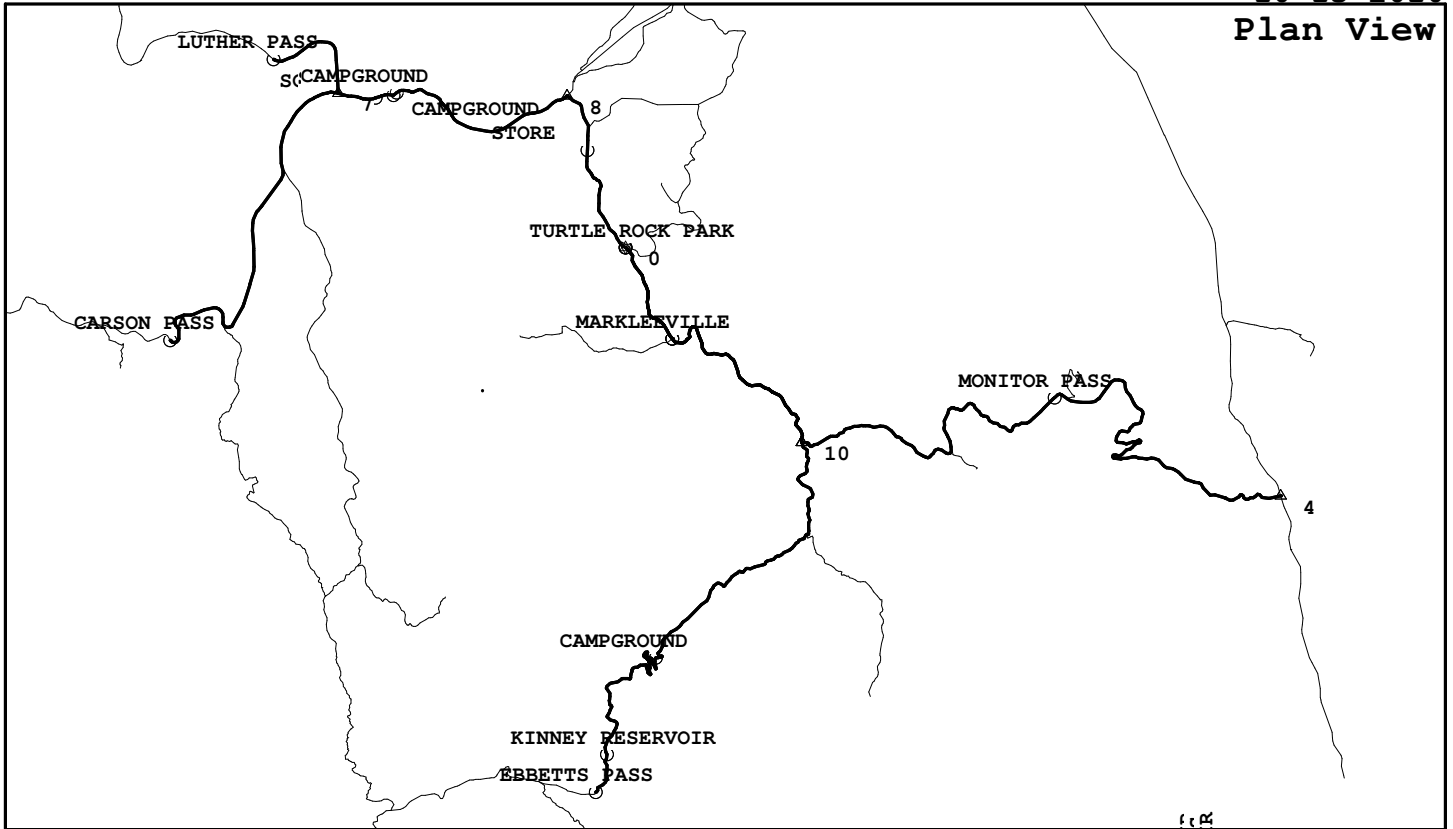 Plan View
LUTHER PASS
CAMPGROUND
7
CAMPGROUND
8
STORE
TURTLE ROCK PARK
0
MARKLEEVILLE
CARSON PASS
MONITOR PASS
10
4
CAMPGROUND
KINNEY RESERVOIR
EBBETTS PASS